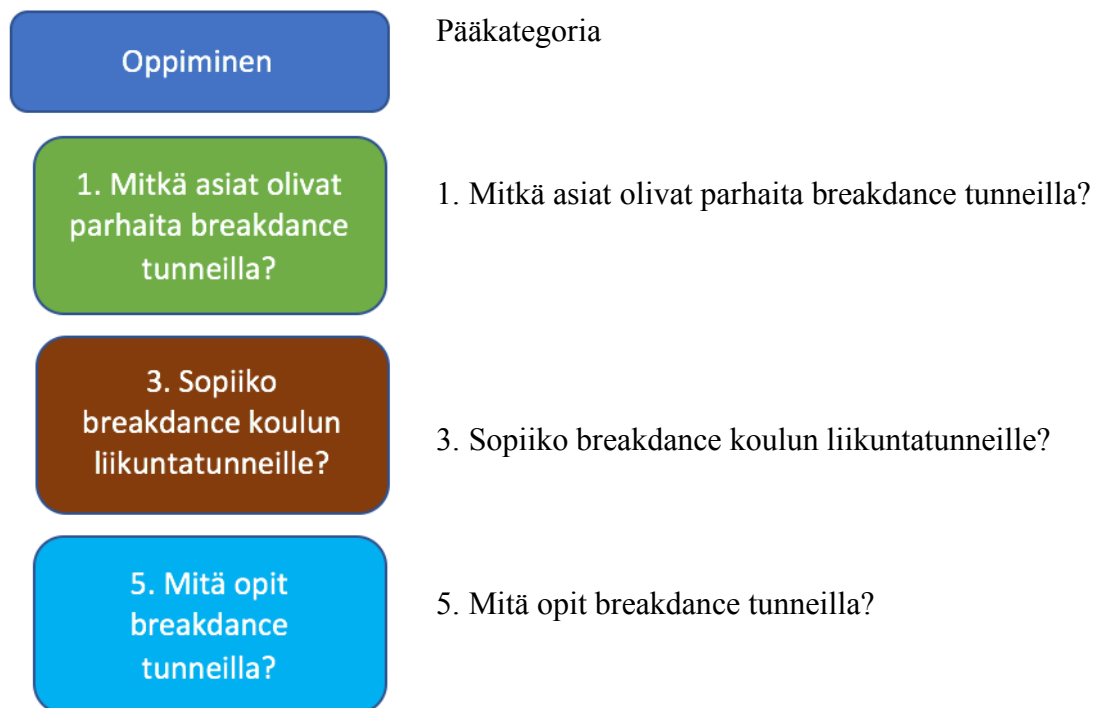 Oppiminen
Pääkategoria
1. Mitkä asiat olivat
parhaita breakdance
tunneilla?
1. Mitkä asiat olivat parhaita breakdance tunneilla?
3. Sopiiko
breakdance koulun
liikuntatunneille?
3. Sopiiko breakdance koulun liikuntatunneille?
5. Mitä opit
breakdance
tunneilla?
5. Mitä opit breakdance tunneilla?